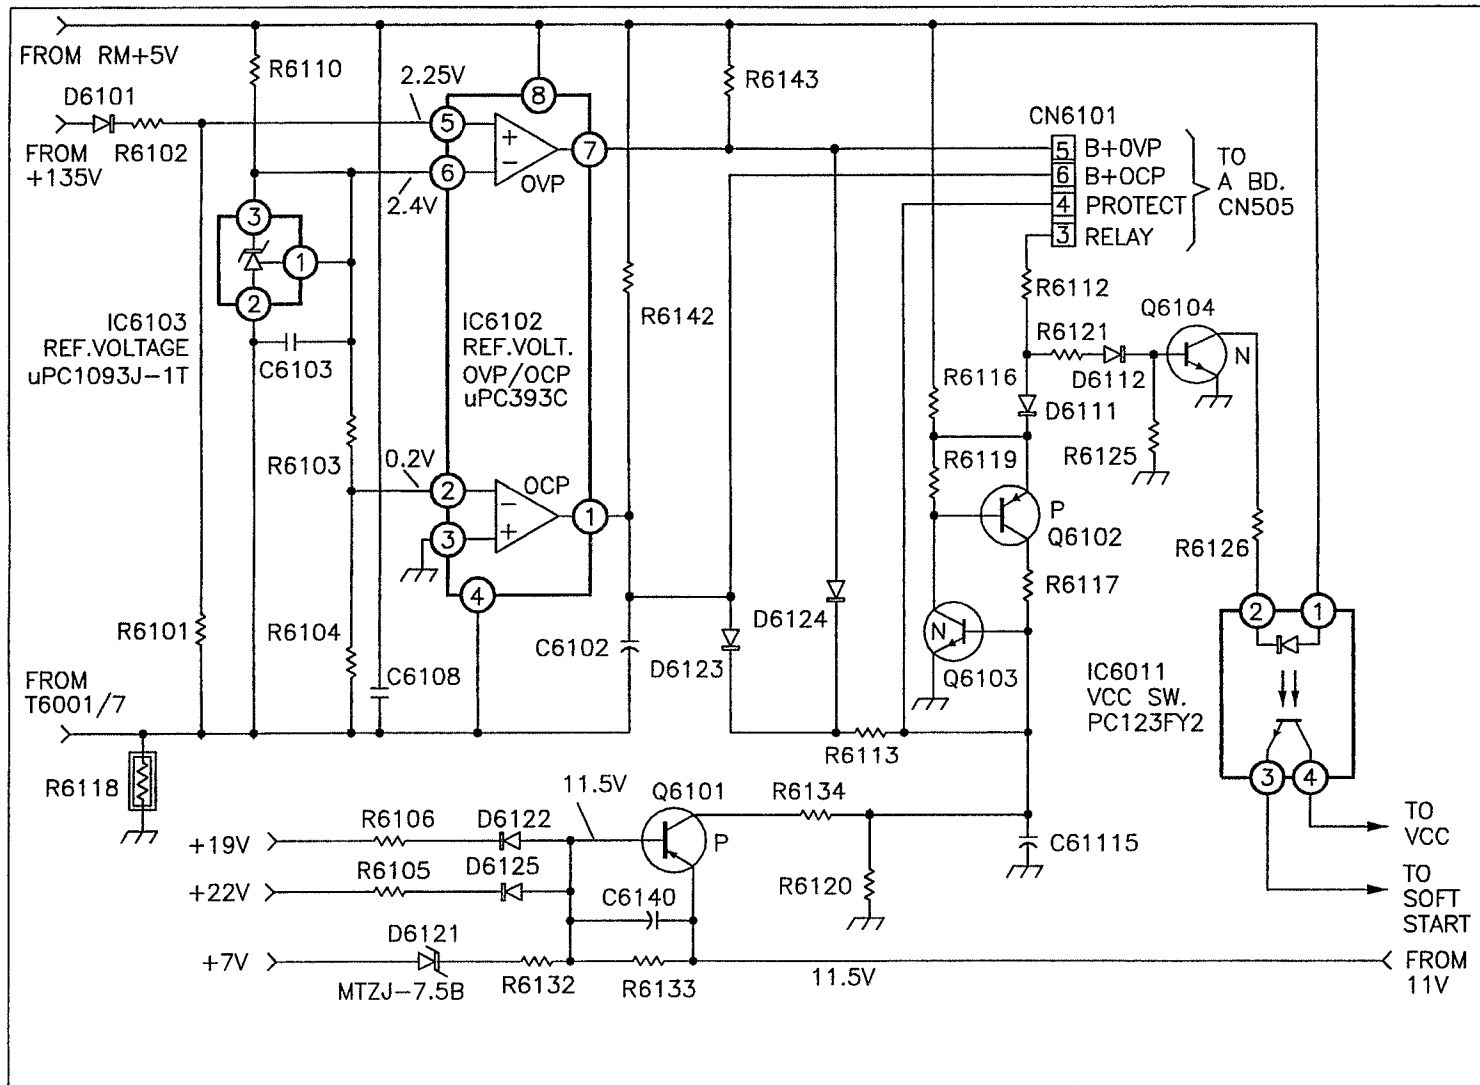 FROM RM+5V
R6110
2.25V
8
R6143
D6101
5
+
−
7
CN6101
FROM
+135V
R6102
6
OVP
2.4V
5 B+OVP
6 B+OCP
4 PROTECT
3 RELAY
TO
A BD.
CN505
3
1
2
IC6103
REF.VOLTAGE
uPC1093J-1T
C6103
IC6102
REF.VOLT.
OVP/OCP
uPC393C
R6142
R6112
Q6104
R6121
N
D6112
R6116
D6111
R6125
R6103
0.2V
2
OCP
−
+
3
1
R6119
P
Q6102
R6126
4
R6117
R6101
R6104
C6108
C6102
D6123
D6124
N
Q6103
2
1
IC6011
VCC SW.
PC123FY2
3
4
FROM
T6001/7
R6113
R6118
11.5V
Q6101
P
R6134
+19V
R6106
D6122
C61115
TO
VCC
+22V
R6105
D6125
R6120
TO
SOFT
START
C6140
+7V
D6121
MTZJ-7.5B
R6132
R6133
11.5V
FROM
11V